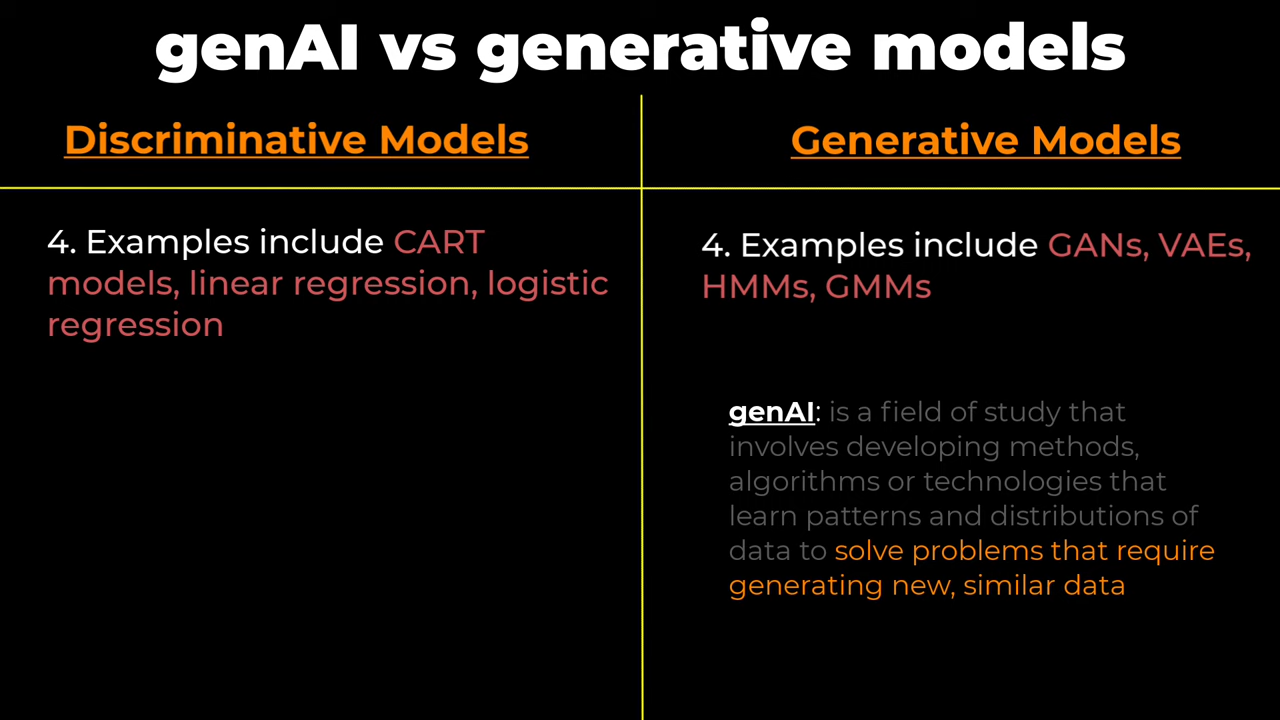 genAI vs generative models
Discriminative Models
4. Examples include CART
models, linear regression, logistic
regression
Generative Models
4. Examples include GANs, VAEs,
HMMs, GMMs
genAI: is a field of study that
involves developing methods,
algorithms or technologies that
learn patterns and distributions of
data to solve problems that require
generating new, similar data